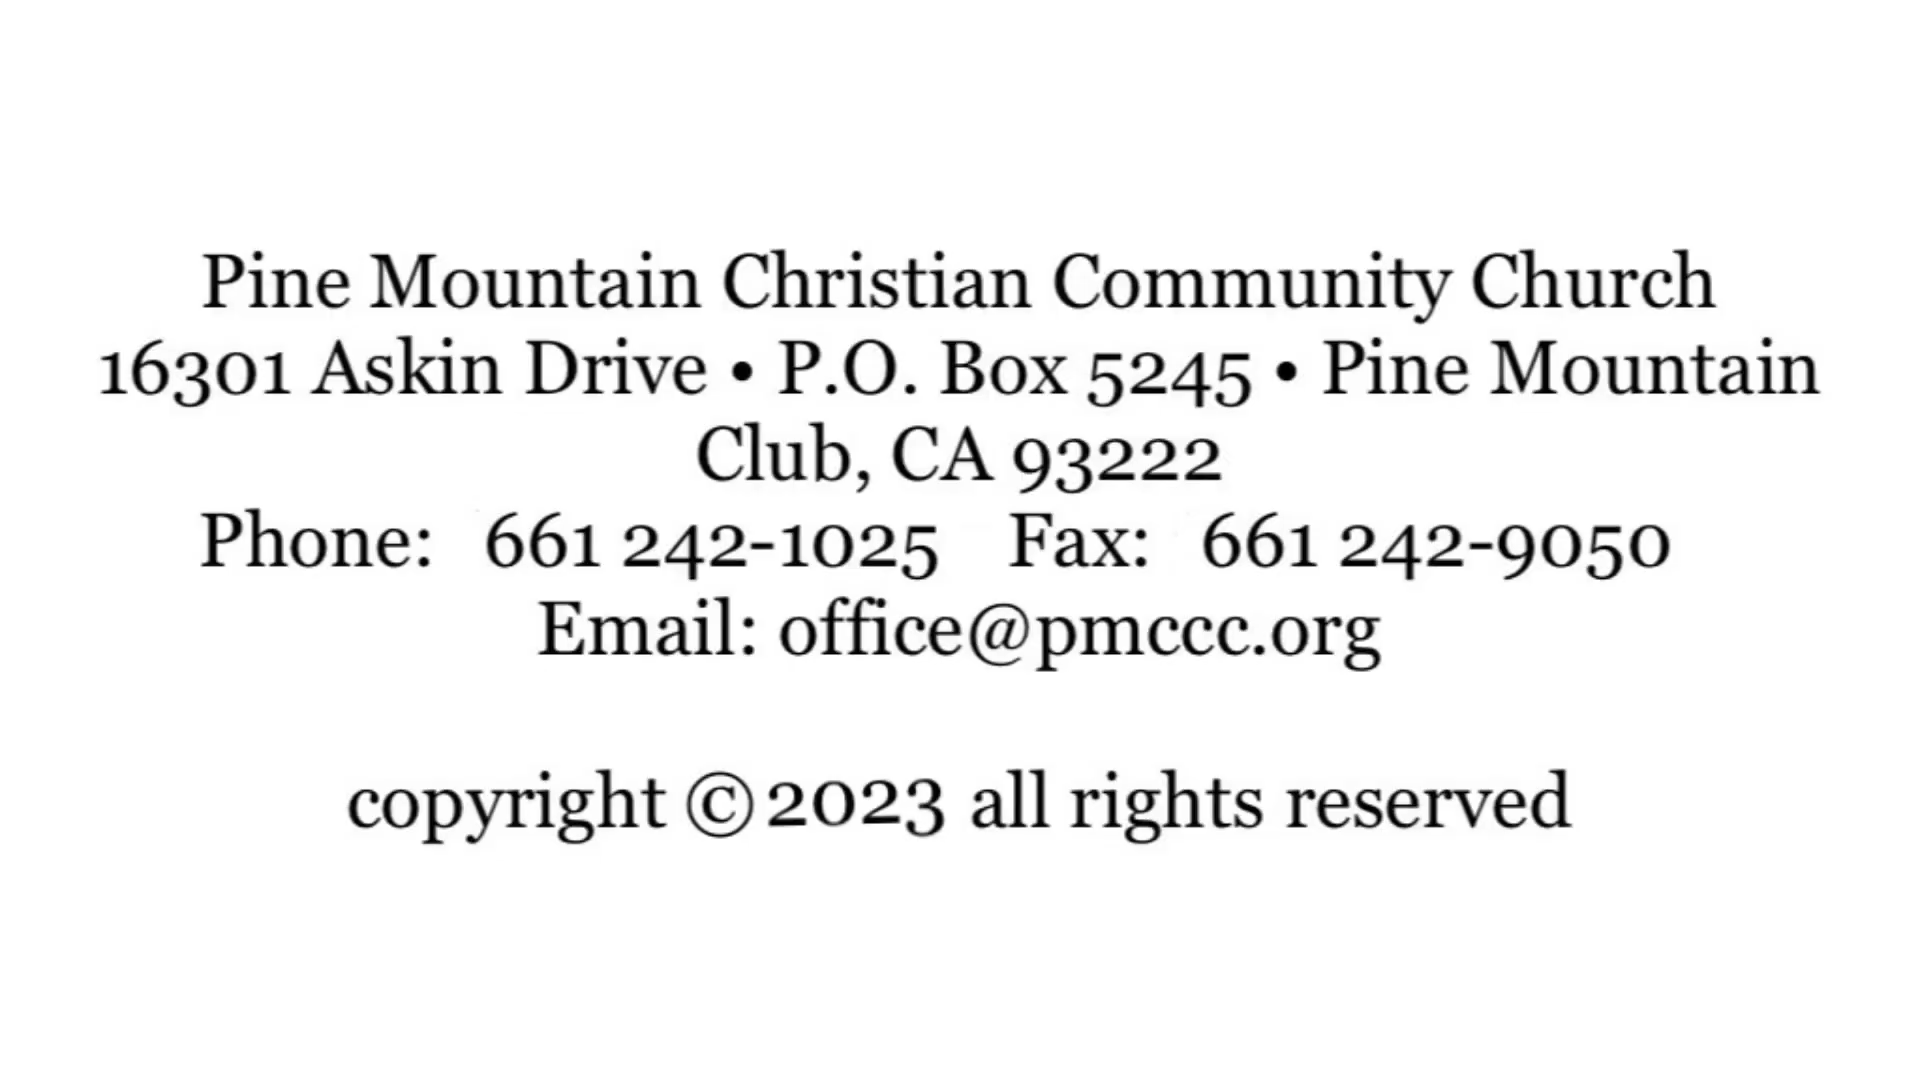 Pine Mountain Christian Community Church
16301 Askin Drive • P.O. Box 5245 • Pine Mountain
Club, CA 93222
Phone: 661 242-1025 Fax: 661 242-9050
Email: office@pmccc.org
copyright ©2023 all rights reserved